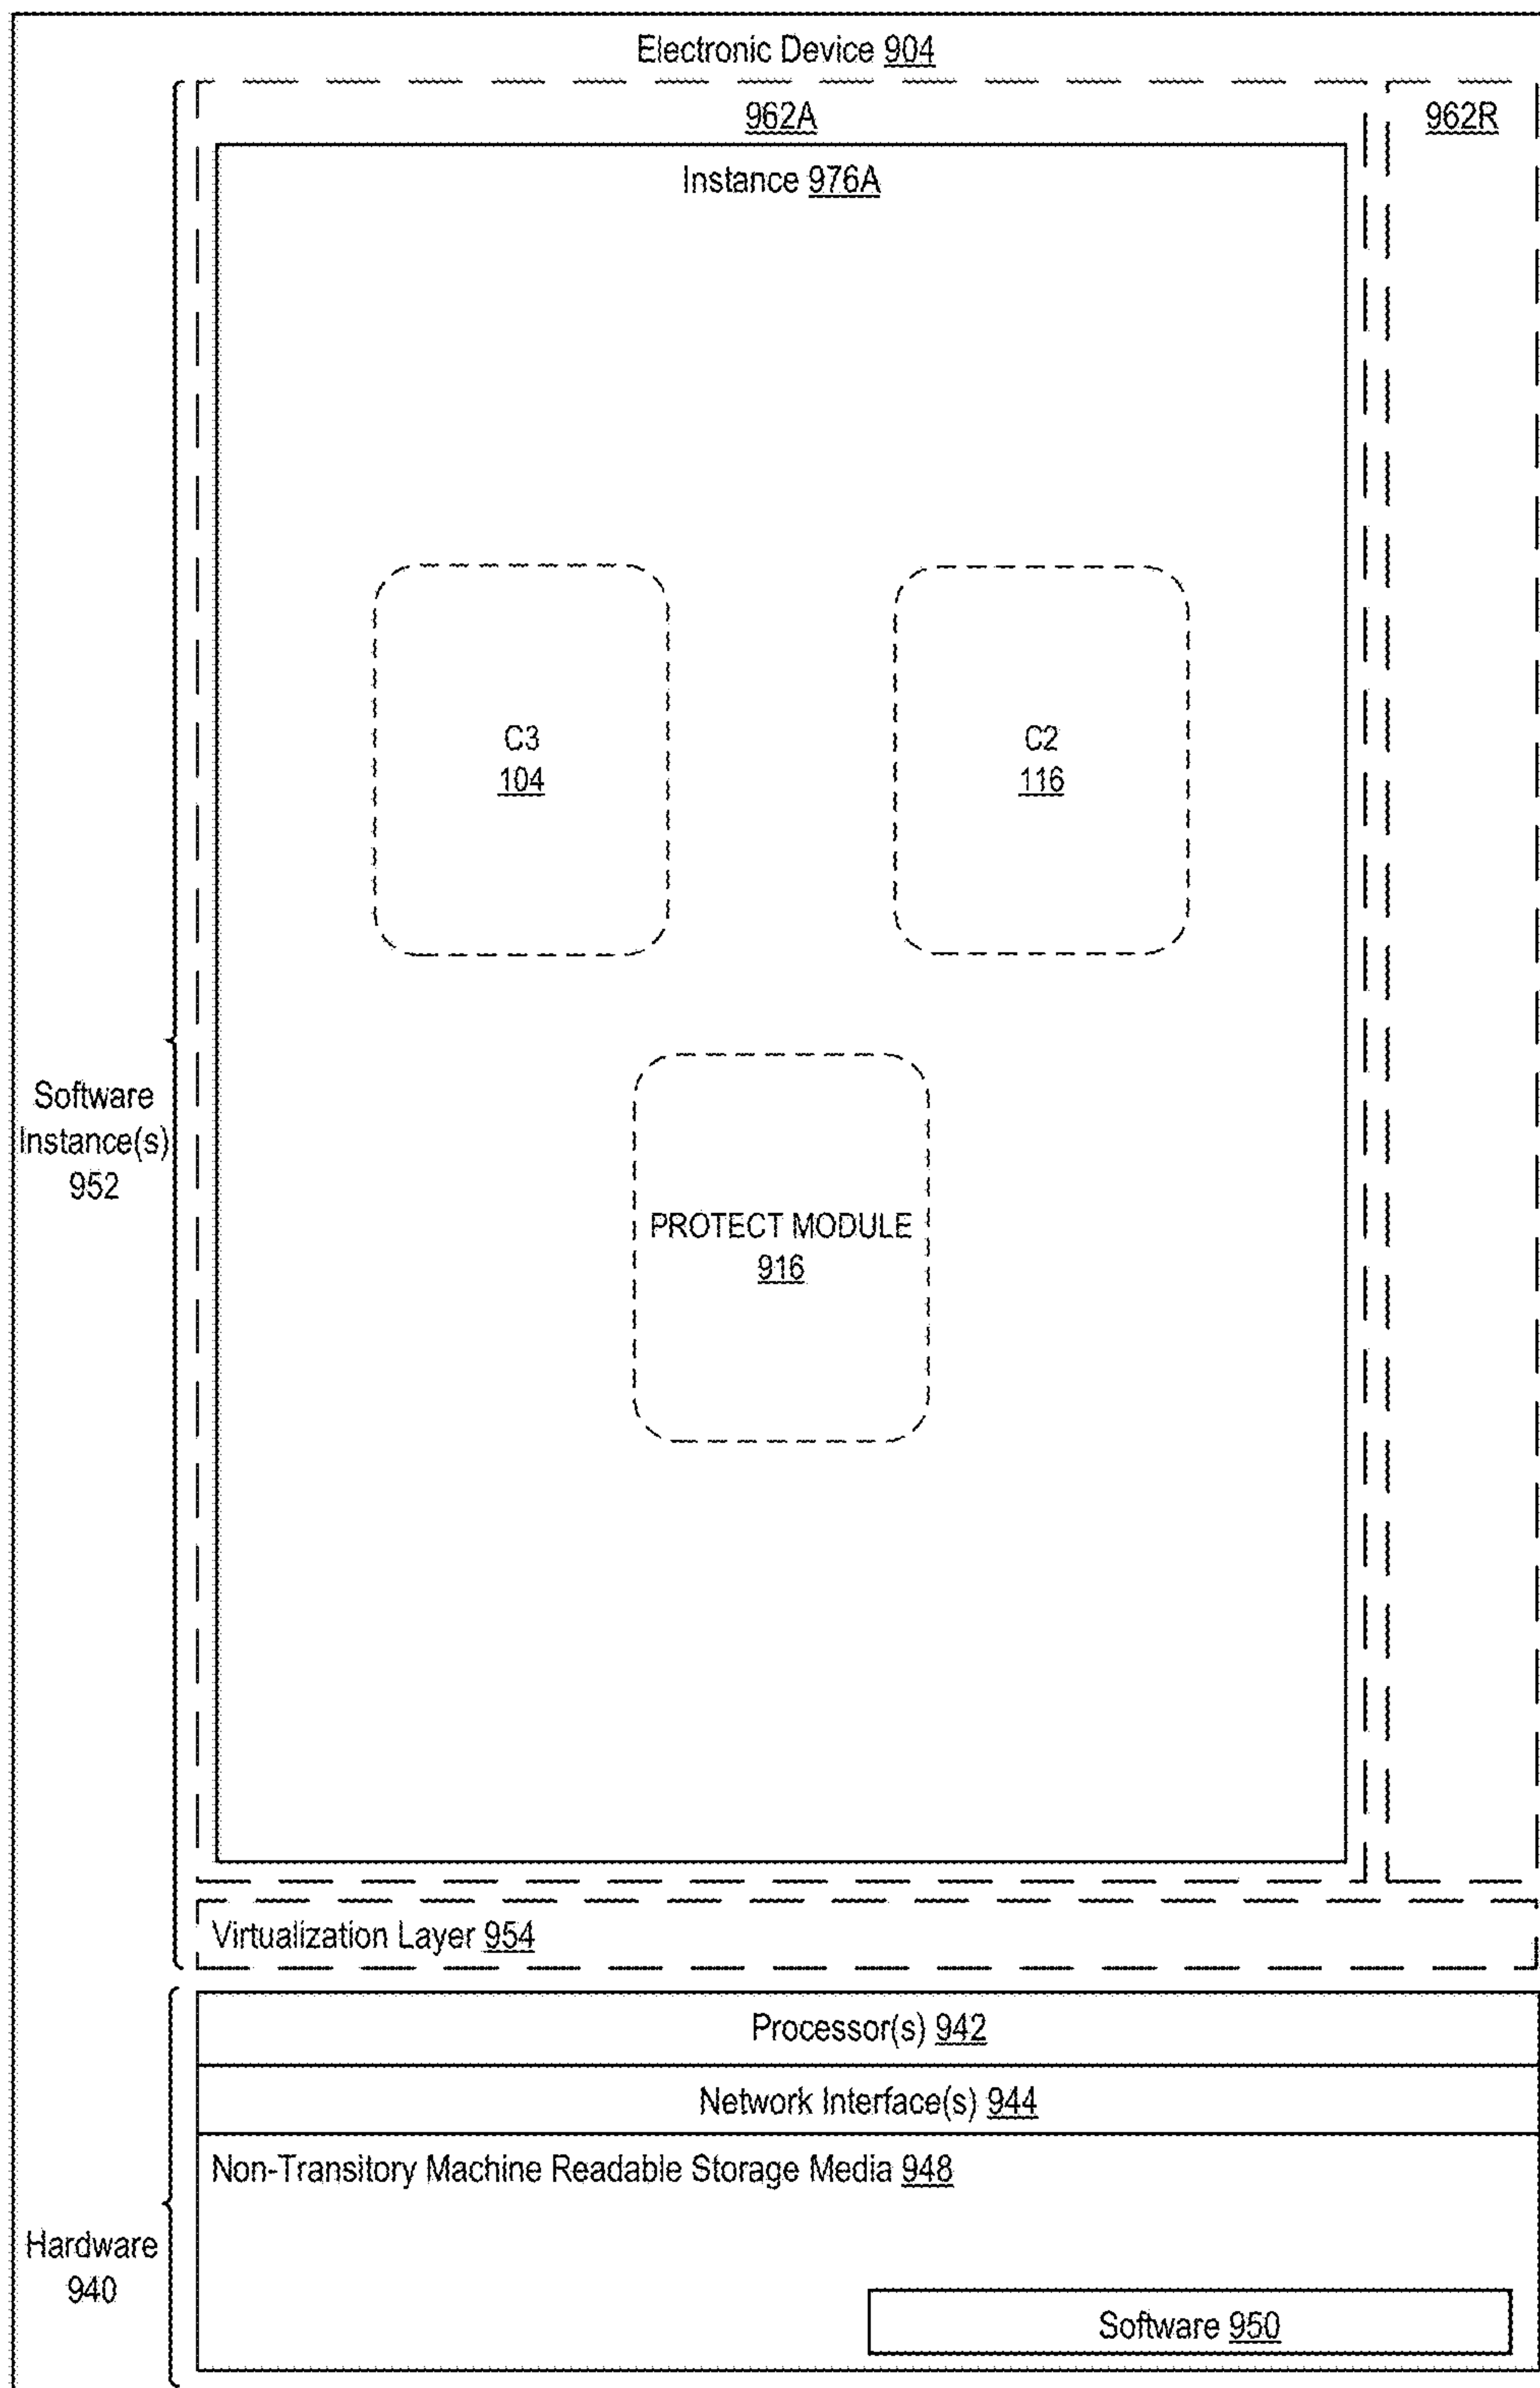 Electronic Device 904
962A
962R
Instance 976A
C3
104
C2
116
PROTECT MODULE
916
Software
Instance(s)
952
Virtualization Layer 954
Processor(s) 942
Network Interface(s) 944
Non-Transitory Machine Readable Storage Media 948
Hardware
940
Software 950